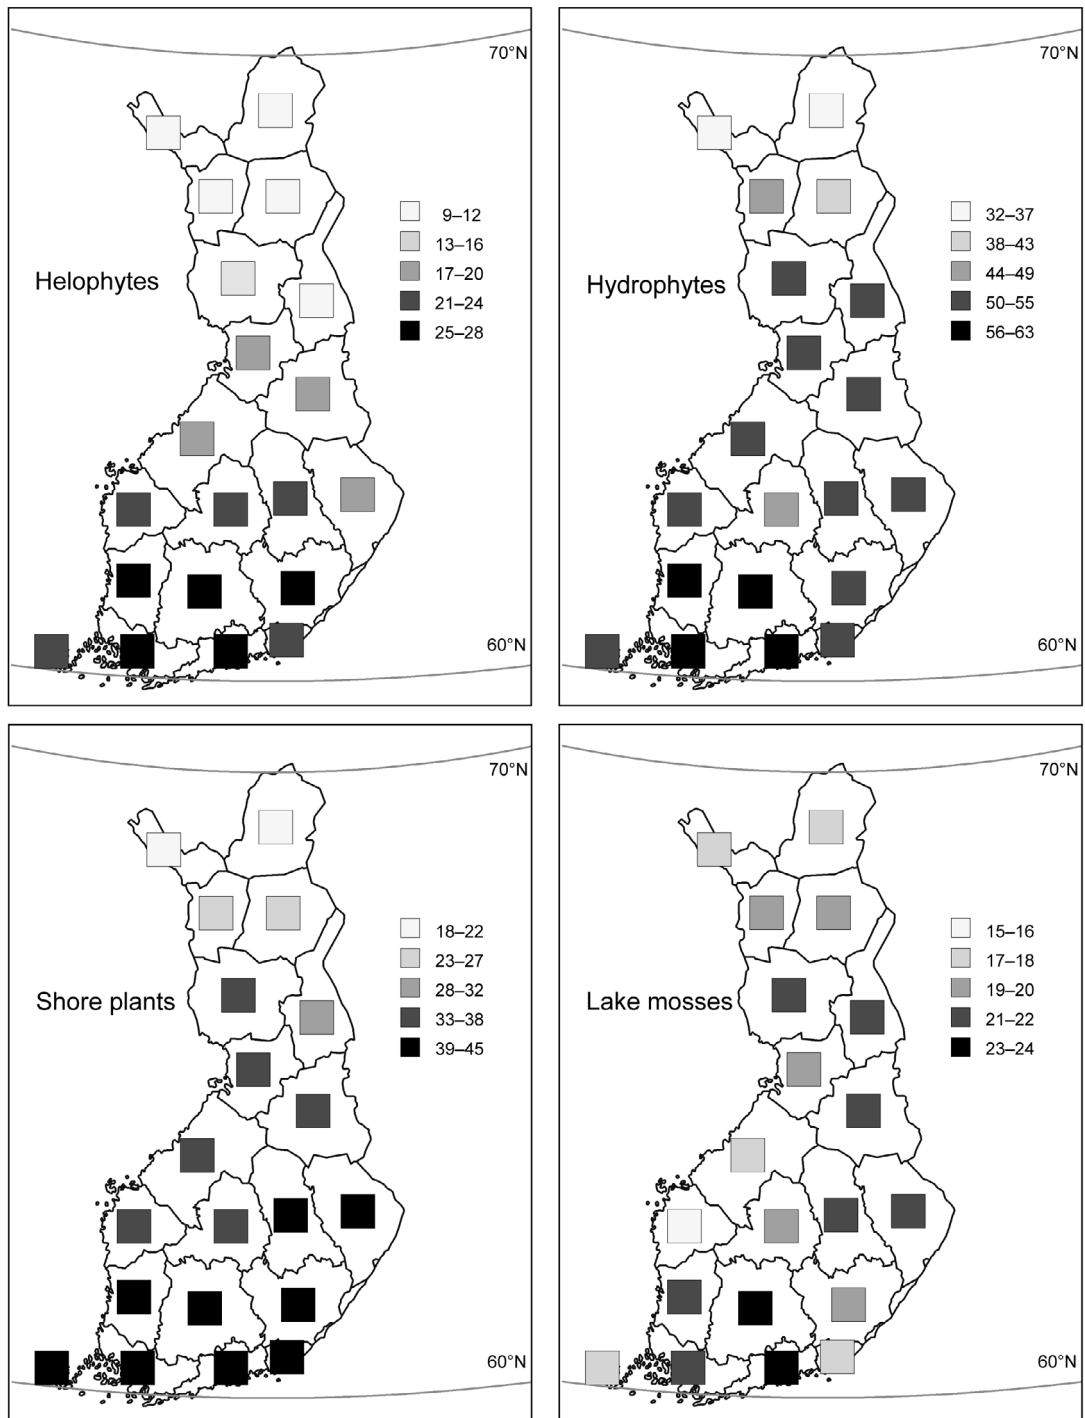 70°N
9–12
13–16
Helophytes
17–20
21–24
25–28
60°N
70°N
32–37
38–43
Hydrophytes
44–49
50–55
56–63
60°N
70°N
18–22
23–27
Shore plants
28–32
33–38
39–45
60°N
70°N
15–16
17–18
Lake mosses
19–20
21–22
23–24
60°N